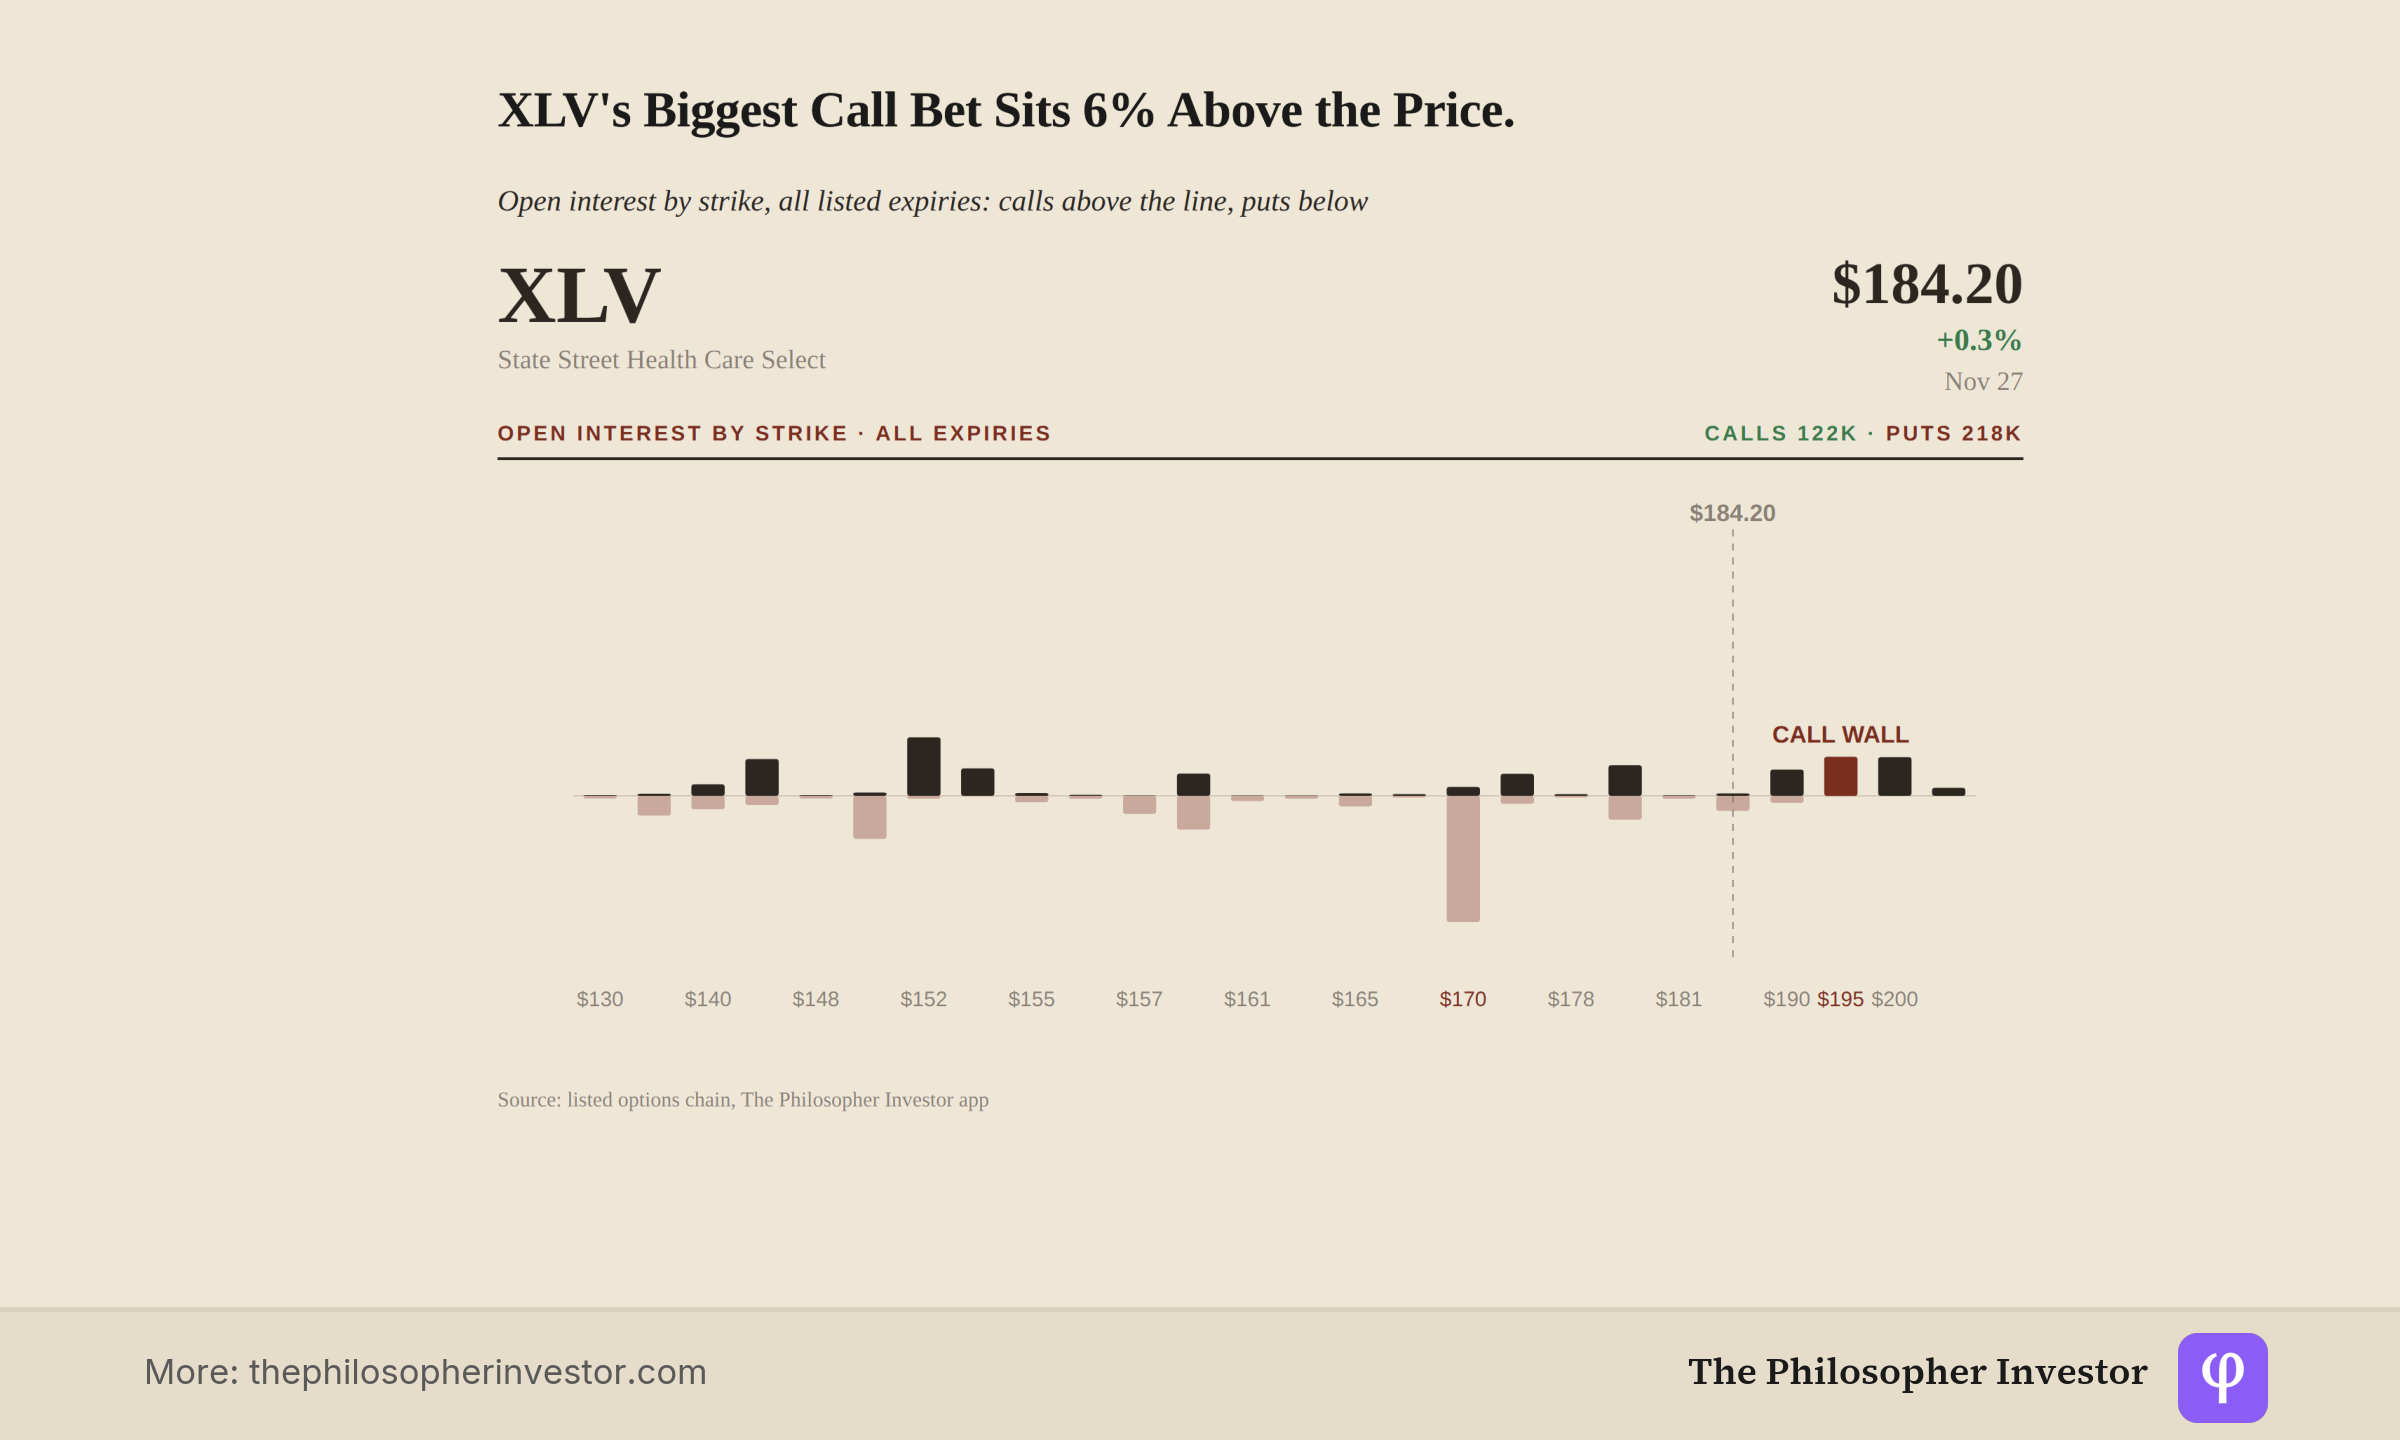 XLV's Biggest Call Bet Sits 6% Above the Price.
Open interest by strike, all listed expiries: calls above the line, puts below
XLV
$184.20
State Street Health Care Select
+0.3%
Nov 27
OPEN INTEREST BY STRIKE · ALL EXPIRIES
CALLS 122K · PUTS 218K
$184.20
CALL WALL
$130 $140 $148 $152 $155 $157 $161 $165 $170 $178 $181 $190 $195 $200
Source: listed options chain, The Philosopher Investor app
More: thephilosopherinvestor.com
The Philosopher Investor φ